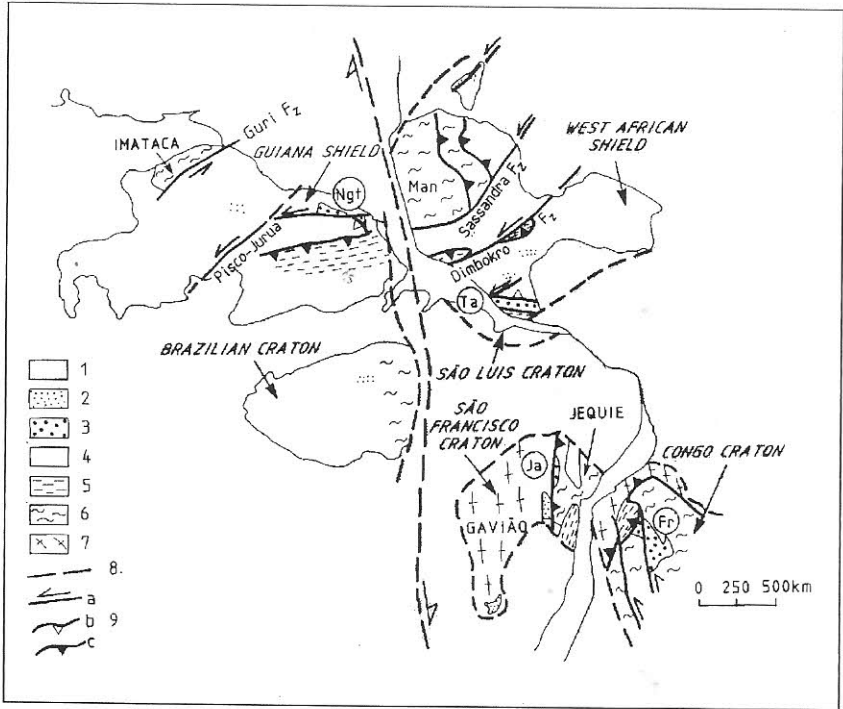 IMATACA
Guri Fz
GUIANA SHIELD
Ngt
Man
Sassandra Fz
WEST AFRICAN
SHIELD
Pisco-Jurua
Dimbokro Fz
Ta
BRAZILIAN CRATON
SÃO LUIS CRATON
SÃO
FRANCISCO
CRATON
JEQUIE
CONGO CRATON
Ja
GAVIÃO
Fr
0 250 500km
1
2
3
4
5
6
7
8.
a
b 9
c